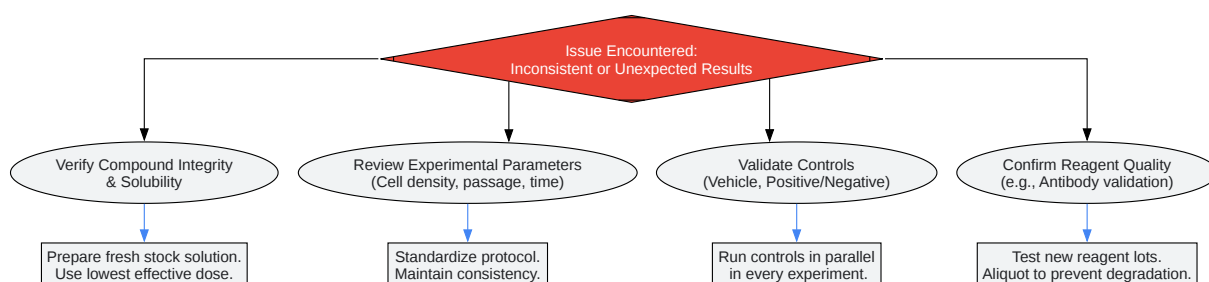 Issue Encountered:
Inconsistent or Unexpected Results
Verify Compound Integrity
& Solubility
Review Experimental Parameters
(Cell density, passage, time)
Validate Controls
(Vehicle, Positive/Negative)
Confirm Reagent Quality
(e.g., Antibody validation)
Prepare fresh stock solution.
Use lowest effective dose.
Standardize protocol.
Maintain consistency.
Run controls in parallel
in every experiment.
Test new reagent lots.
Aliquot to prevent degradation.